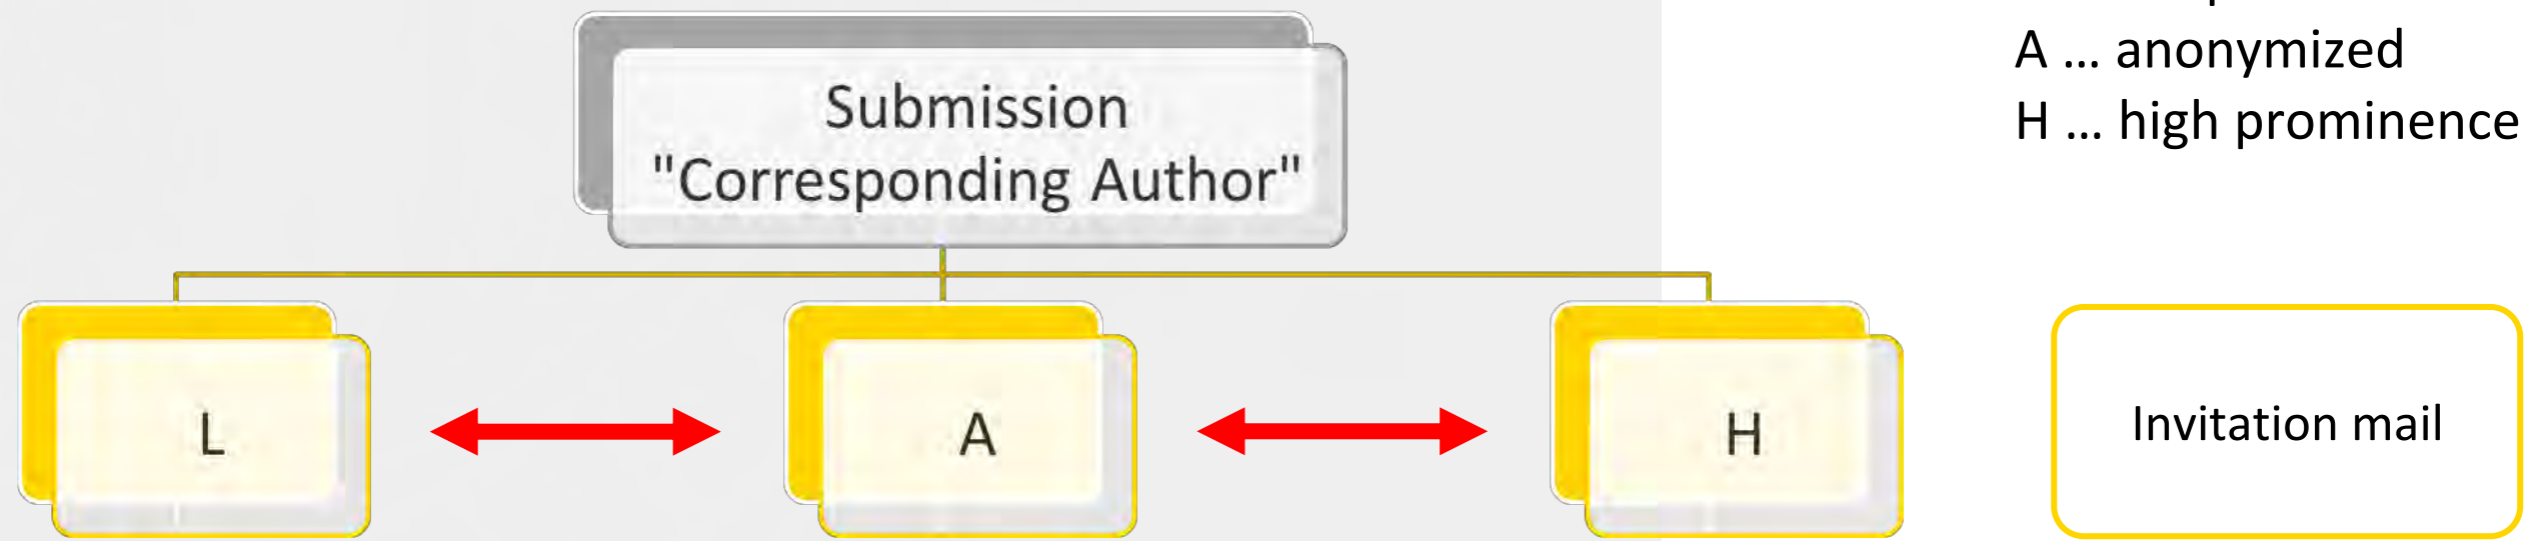 A ... anonymized
H ... high prominence
Submission
"Corresponding Author"
L
A
H
Invitation mail